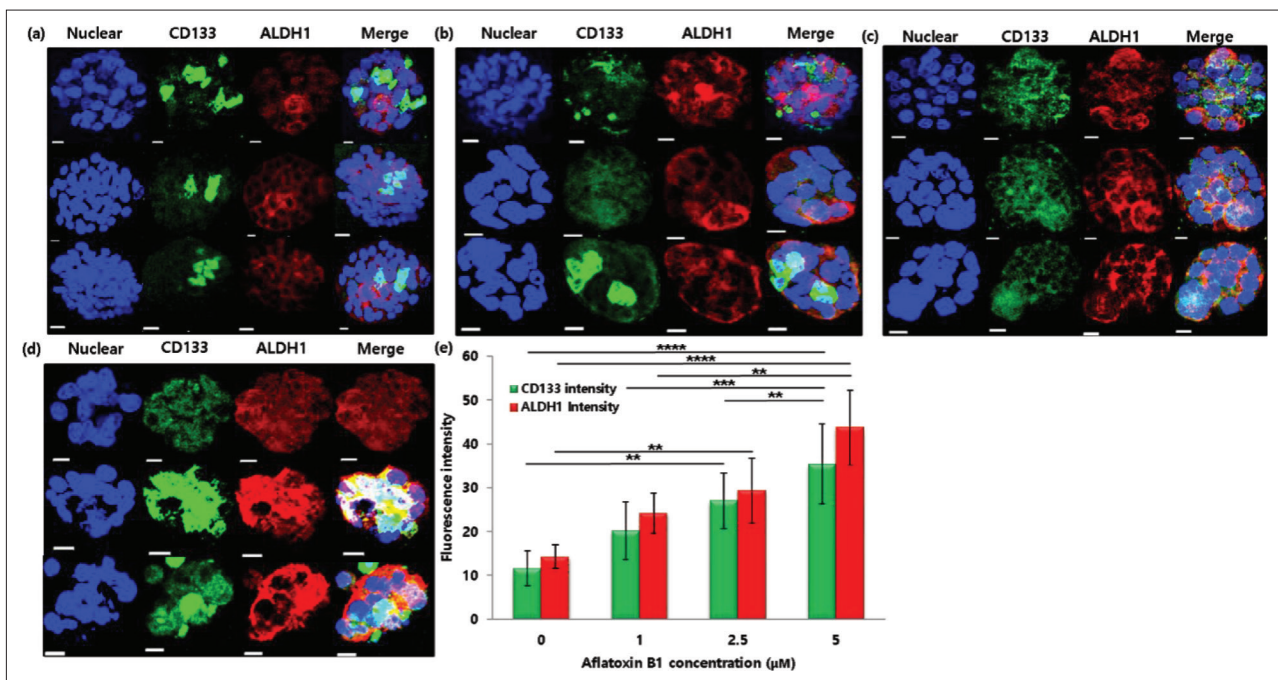 (a) Nuclear CD133 ALDH1 Merge
(b) Nuclear CD133 ALDH1 Merge
(c) Nuclear CD133 ALDH1 Merge
(d) Nuclear CD133 ALDH1 Merge
(e)
****
****
**
***
**
**
**
CD133 intensity
ALDH1 Intensity
Fluorescence intensity
60
50
40
30
20
10
0
0 1 2.5 5
Aflatoxin B1 concentration (µM)